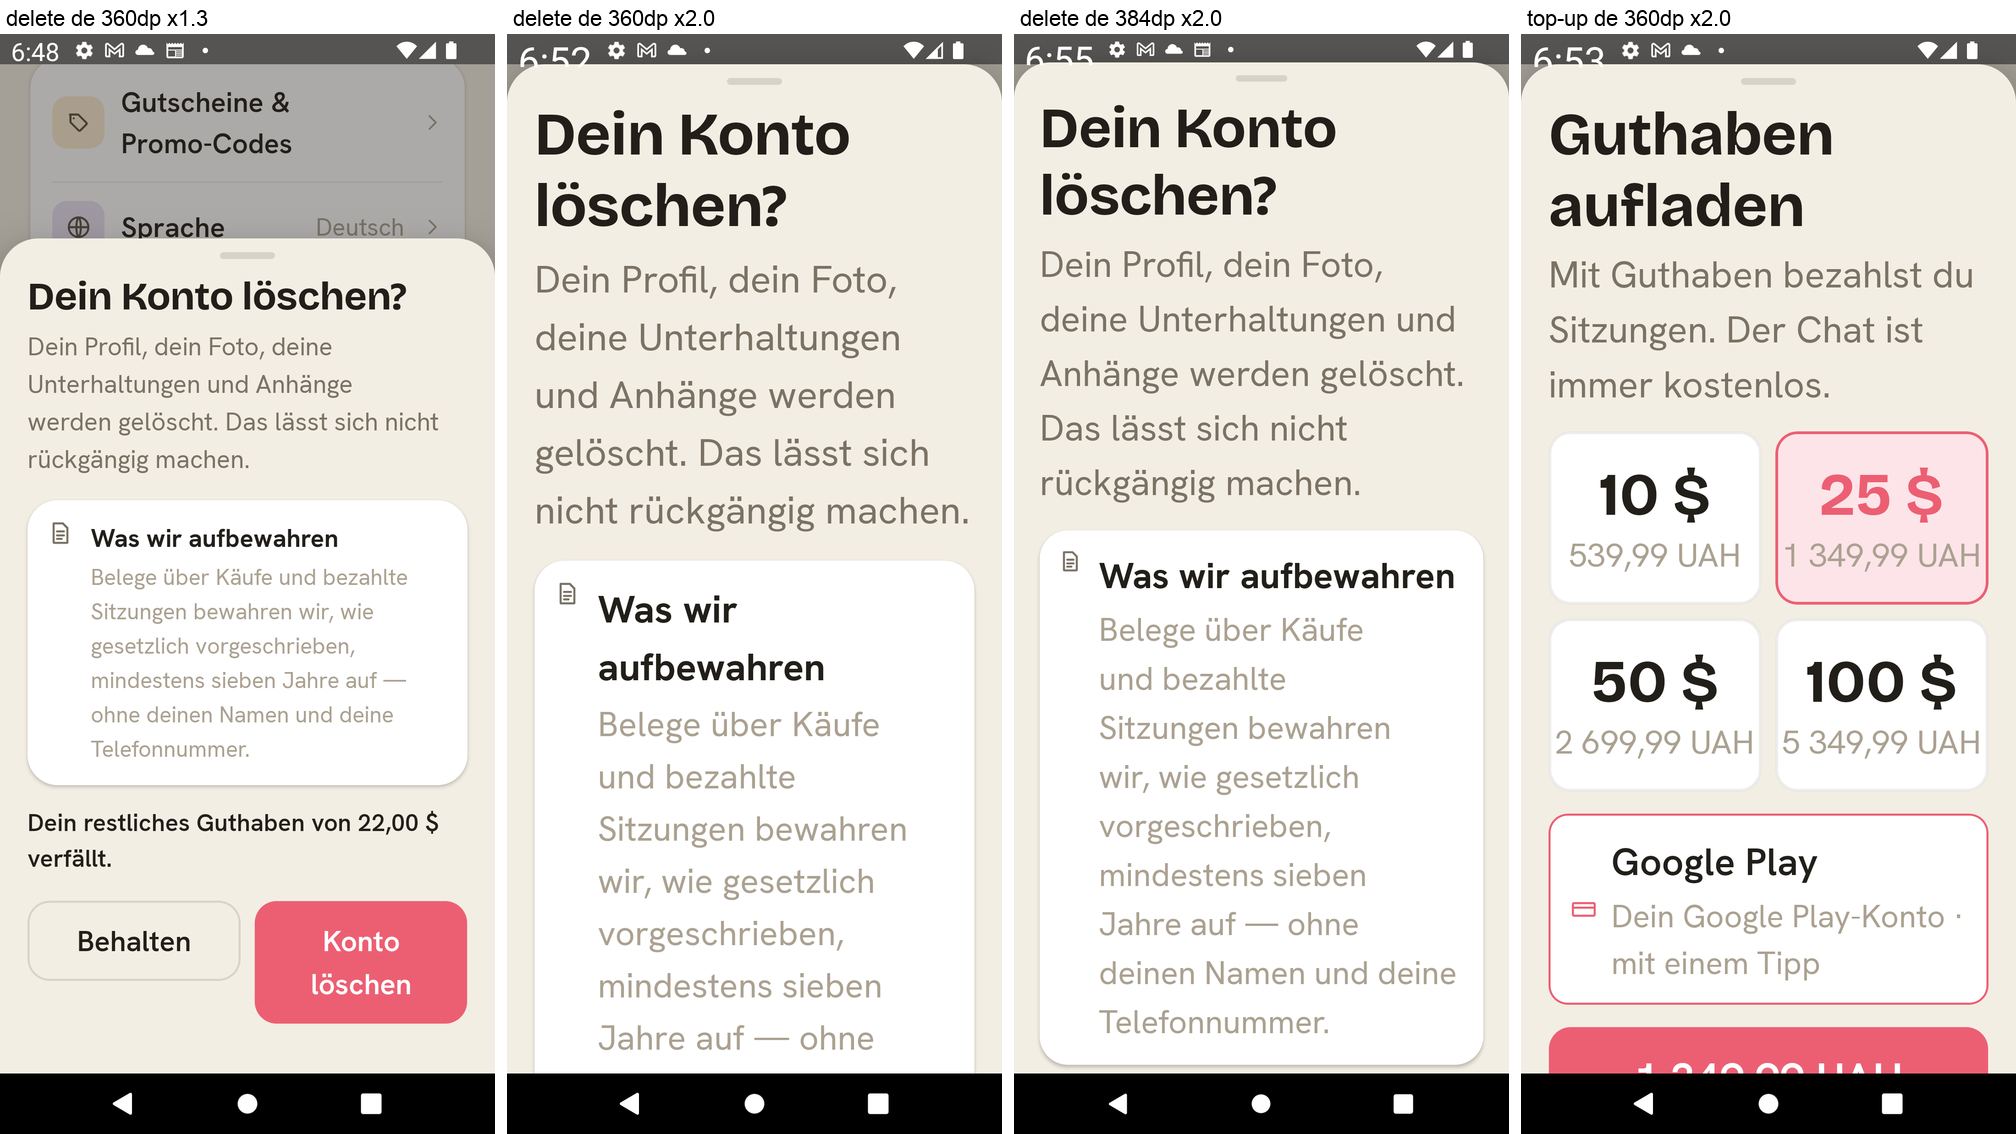 delete de 360dp x1.3
6:48
Gutscheine &
Promo-Codes
Sprache Deutsch
Dein Konto löschen?
Dein Profil, dein Foto, deine
Unterhaltungen und Anhänge
werden gelöscht. Das lässt sich nicht
rückgängig machen.
Was wir aufbewahren
Belege über Käufe und bezahlte
Sitzungen bewahren wir, wie
gesetzlich vorgeschrieben,
mindestens sieben Jahre auf —
ohne deinen Namen und deine
Telefonnummer.
Dein restliches Guthaben von 22,00 $
verfällt.
Behalten
Konto
löschen
delete de 360dp x2.0
6:52
Dein Konto
löschen?
Dein Profil, dein Foto,
deine Unterhaltungen
und Anhänge werden
gelöscht. Das lässt sich
nicht rückgängig machen.
Was wir
aufbewahren
Belege über Käufe
und bezahlte
Sitzungen bewahren
wir, wie gesetzlich
vorgeschrieben,
mindestens sieben
Jahre auf — ohne
delete de 384dp x2.0
6:55
Dein Konto
löschen?
Dein Profil, dein Foto,
deine Unterhaltungen und
Anhänge werden gelöscht.
Das lässt sich nicht
rückgängig machen.
Was wir aufbewahren
Belege über Käufe
und bezahlte
Sitzungen bewahren
wir, wie gesetzlich
vorgeschrieben,
mindestens sieben
Jahre auf — ohne
deinen Namen und deine
Telefonnummer.
top-up de 360dp x2.0
6:53
Guthaben
aufladen
Mit Guthaben bezahlst du
Sitzungen. Der Chat ist
immer kostenlos.
10 $
539,99 UAH
25 $
1 349,99 UAH
50 $
2 699,99 UAH
100 $
5 349,99 UAH
Google Play
Dein Google Play-Konto ·
mit einem Tipp
1 349,99 UAH